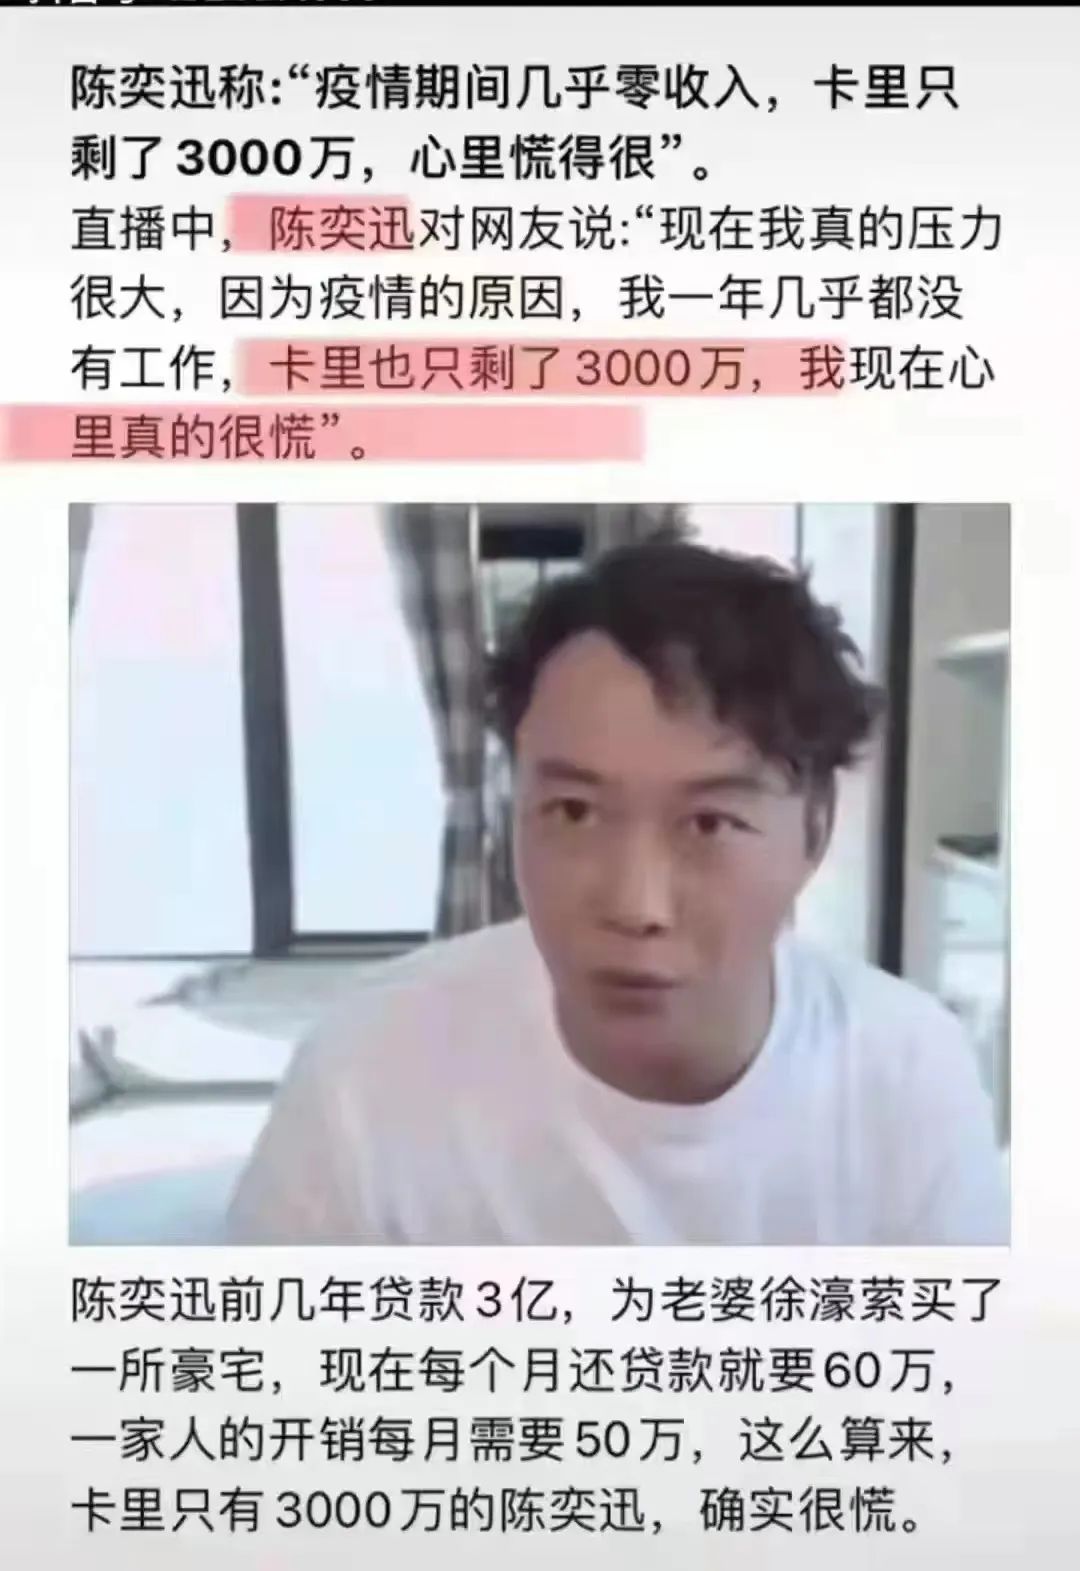 陈奕迅称:“疫情期间几乎零收入，卡里只
剩了3000万，心里慌得很”。
直播中，陈奕迅对网友说:“现在我真的压力
很大，因为疫情的原因，我一年几乎都没
有工作，卡里也只剩了3000万，我现在心
里真的很慌”。
陈奕迅前几年贷款3亿，为老婆徐濠萦买了
一所豪宅，现在每个月还贷款就要60万，
一家人的开销每月需要50万，这么算来，
卡里只有3000万的陈奕迅，确实很慌。